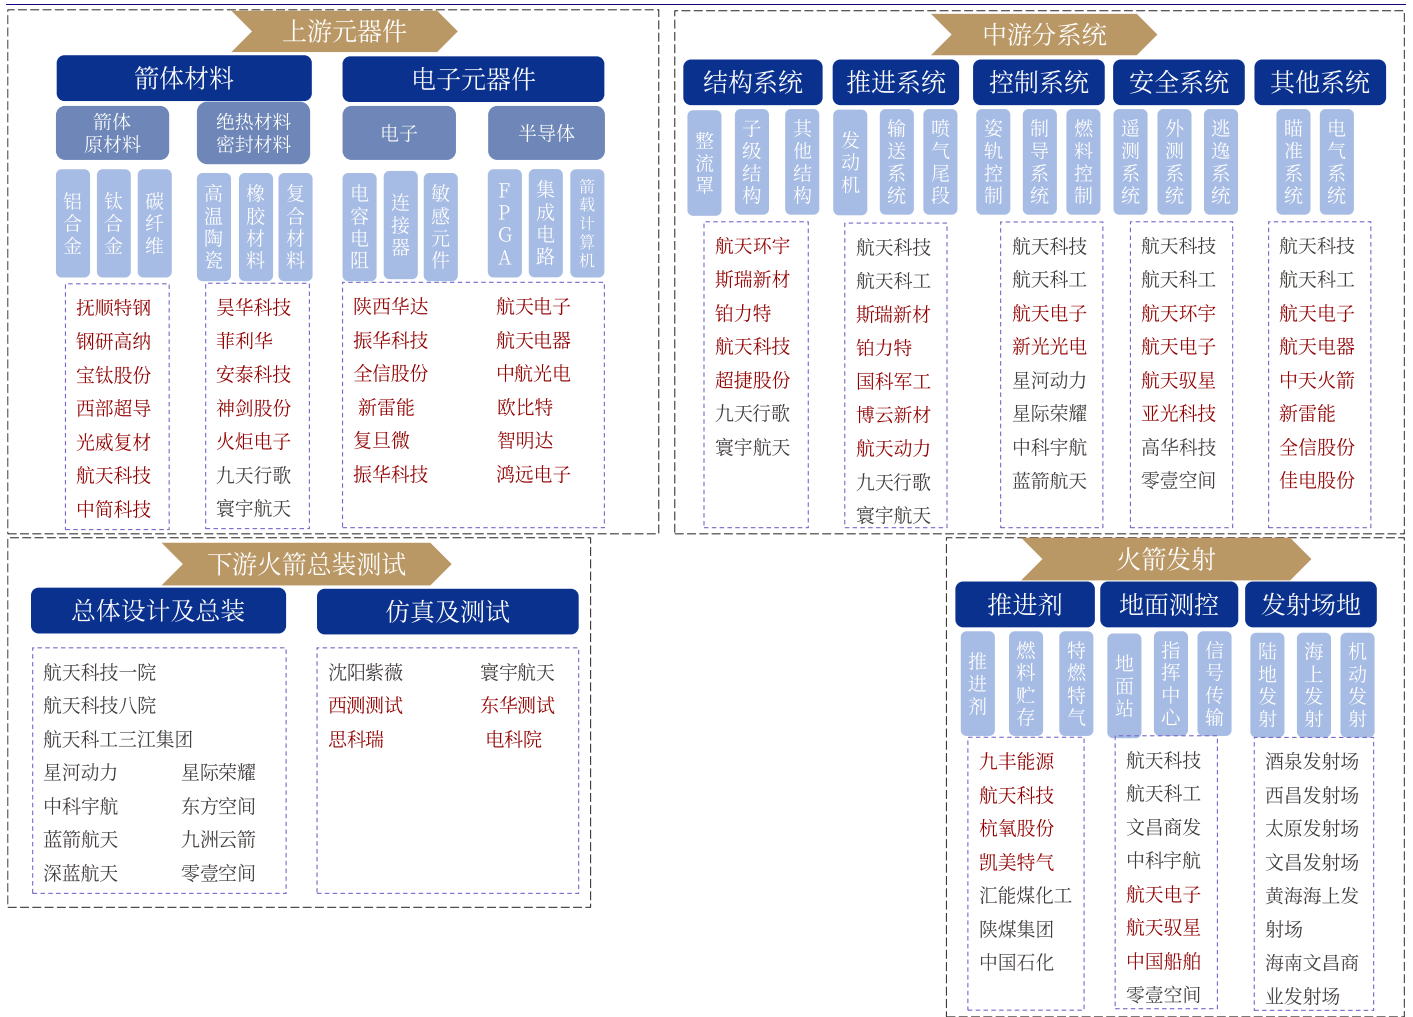 上游元器件
箭体材料
电子元器件
箭体
原材料
绝热材料
密封材料
电子
半导体
铝合金
钛合金
碳纤维
高温陶瓷
橡胶材料
复合材料
电容电阻
连接器
敏感元件
FPGA
集成电路
箭载计算机
抚顺特钢
钢研高纳
宝钛股份
西部超导
光威复材
航天科技
中简科技
昊华科技
菲利华
安泰科技
神剑股份
火炬电子
九天行歌
寰宇航天
陕西华达
振华科技
全信股份
新雷能
复旦微
振华科技
航天电子
航天电器
中航光电
欧比特
智明达
鸿远电子
中游分系统
结构系统
推进系统
控制系统
安全系统
其他系统
整流罩
子级结构
其他结构
发动机
输送系统
喷气尾段
姿轨控制
制导系统
燃料控制
遥测系统
外测系统
逃逸系统
瞄准系统
电气系统
航天环宇
斯瑞新材
铂力特
航天科技
超捷股份
九天行歌
寰宇航天
航天科技
航天科工
斯瑞新材
铂力特
国科军工
博云新材
航天动力
九天行歌
寰宇航天
航天科技
航天科工
航天电子
新光光电
星河动力
星际荣耀
中科宇航
蓝箭航天
航天科技
航天科工
航天环宇
航天电子
航天驭星
亚光科技
高华科技
零壹空间
航天科技
航天科工
航天电子
航天电器
中天火箭
新雷能
全信股份
佳电股份
下游火箭总装测试
总体设计及总装
仿真及测试
航天科技一院
航天科技八院
航天科工三江集团
星河动力 星际荣耀
中科宇航 东方空间
蓝箭航天 九洲云箭
深蓝航天 零壹空间
沈阳紫薇 寰宇航天
西测测试 东华测试
思科瑞 电科院
火箭发射
推进剂
地面测控
发射场地
推进剂
燃料贮存
特燃特气
地面站
指挥中心
信号传输
陆地发射
海上发射
机动发射
九丰能源
航天科技
杭氧股份
凯美特气
汇能煤化工
陕煤集团
中国石化
航天科技
航天科工
文昌商发
中科宇航
航天电子
航天驭星
中国船舶
零壹空间
酒泉发射场
西昌发射场
太原发射场
文昌发射场
黄海海上发
射场
海南文昌商
业发射场